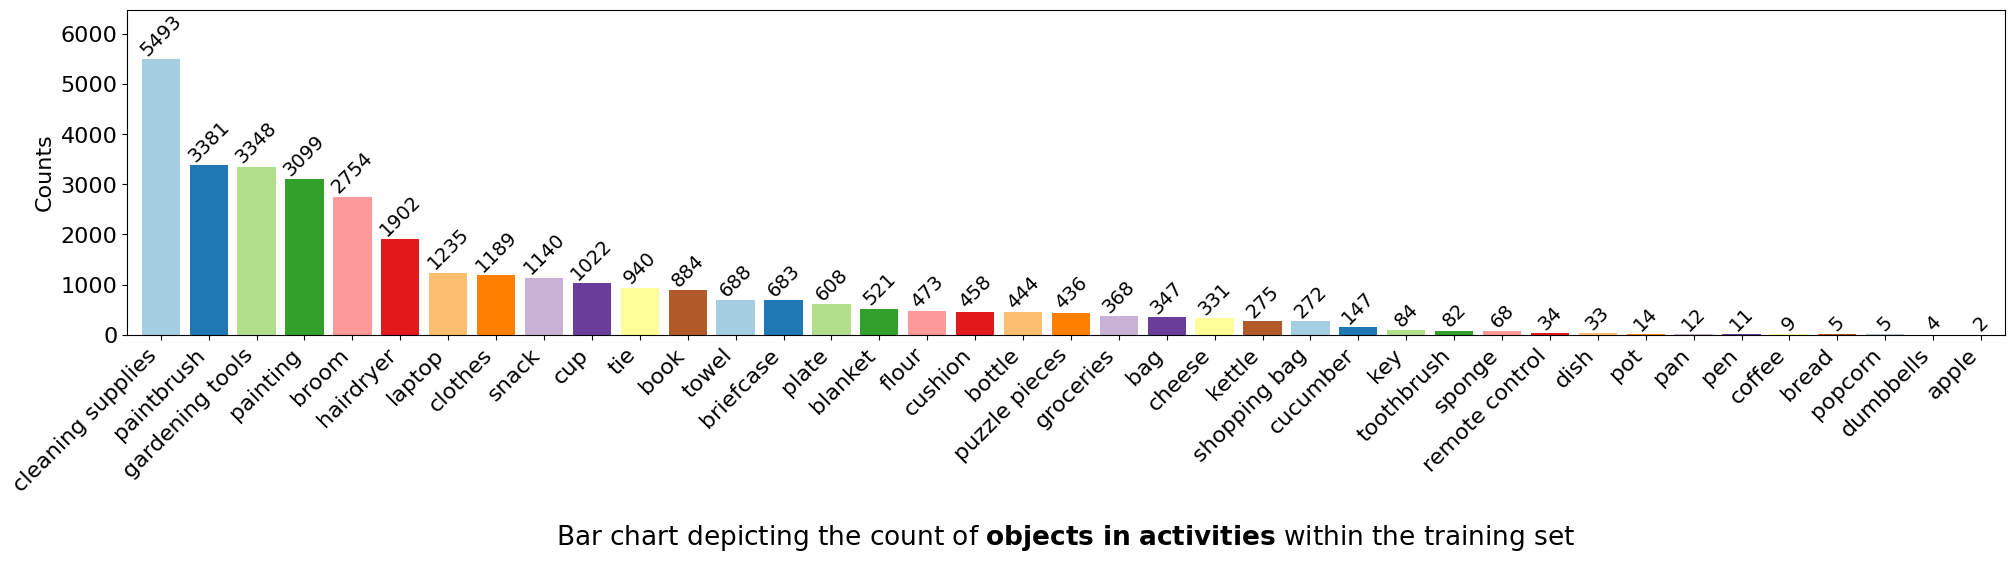 6000
5000
4000
3000
2000
1000
0
Counts
5493
3381
3348
3099
2754
1902
1235
1189
1140
1022
940
884
688
683
608
521
473
458
444
436
368
347
331
275
272
147
84
82
68
34
33
14
12
11
9
5
5
4
2
cleaning supplies
paintbrush
gardening tools
painting
broom
hairdryer
laptop
clothes
snack
cup
tie
book
towel
briefcase
plate
blanket
flour
cushion
bottle
puzzle pieces
groceries
bag
cheese
kettle
shopping bag
cucumber
key
toothbrush
sponge
remote control
dish
pot
pan
pen
coffee
bread
popcorn
dumbbells
apple
Bar chart depicting the count of objects in activities within the training set